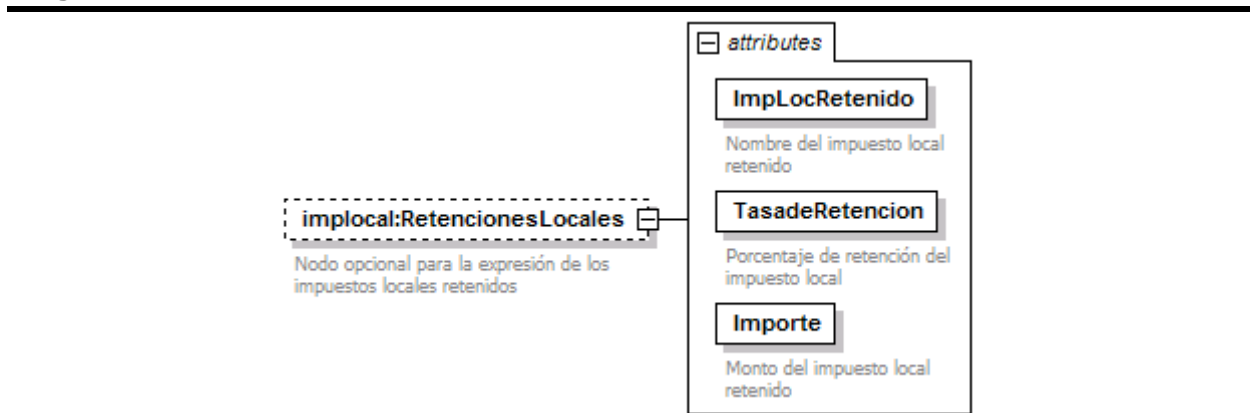 attributes
ImpLocRetenido
Nombre del impuesto local
retenido
implocal:RetencionesLocales
Nodo opcional para la expresión de los
impuestos locales retenidos
TasadeRetencion
Porcentaje de retención del
impuesto local
Importe
Monto del impuesto local
retenido